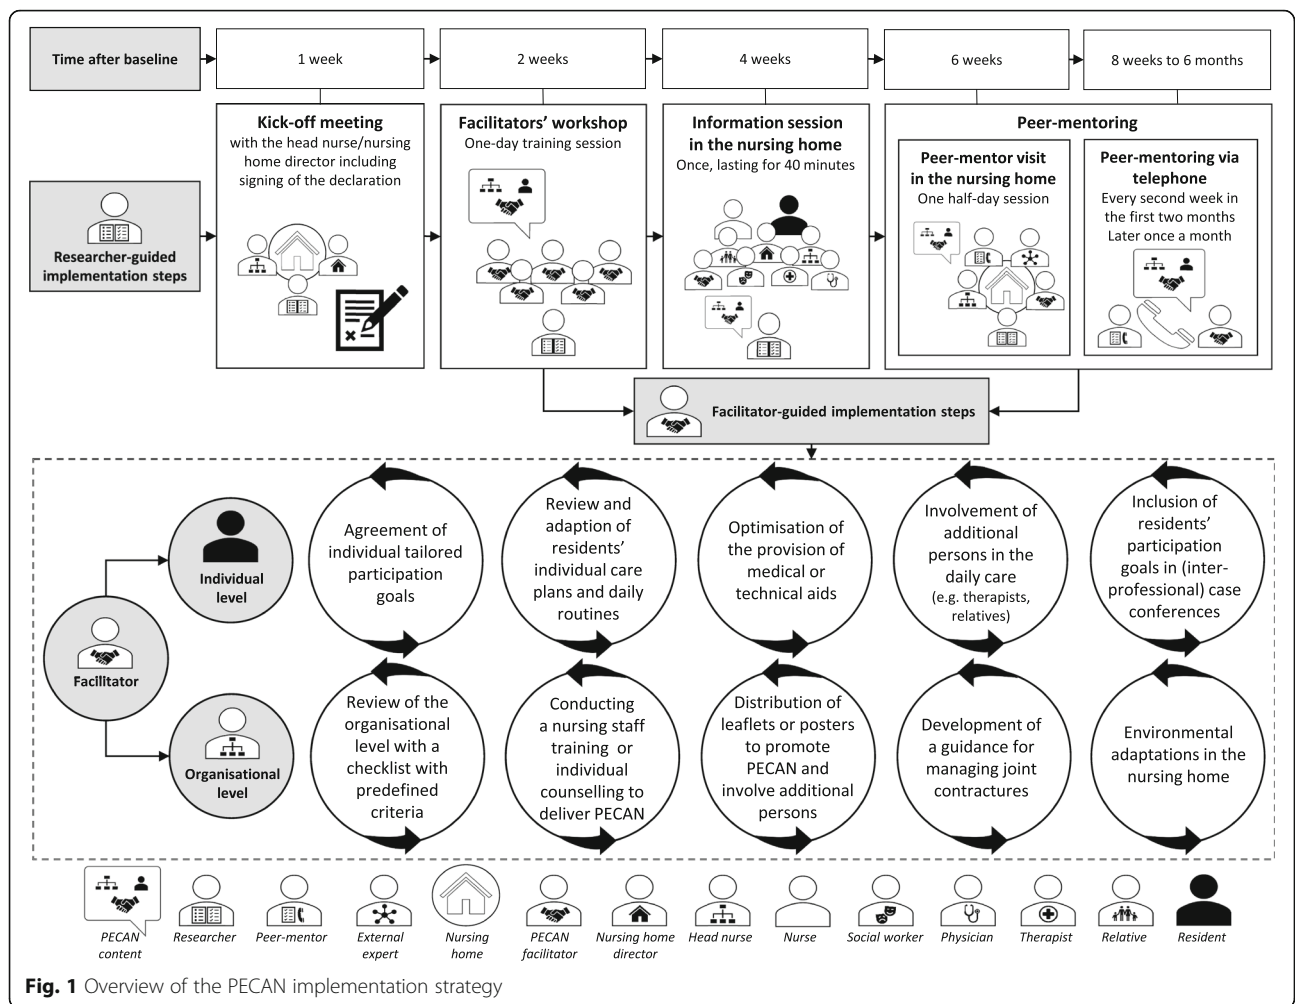 Time after baseline
1 week
2 weeks
4 weeks
6 weeks
8 weeks to 6 months
Researcher-guided
implementation steps
Kick-off meeting
with the head nurse/nursing
home director including
signing of the declaration
Facilitators' workshop
One-day training session
Information session
in the nursing home
Once, lasting for 40 minutes
Peer-mentoring
Peer-mentor visit
in the nursing home
One half-day session
Peer-mentoring via
telephone
Every second week in
the first two months
Later once a month
Facilitator-guided implementation steps
Facilitator
Individual
level
Agreement of
individual tailored
participation
goals
Review and
adaption of
residents'
individual care
plans and daily
routines
Optimisation of
the provision of
medical or
technical aids
Involvement of
additional
persons in the
daily care
(e.g. therapists,
relatives)
Inclusion of
residents'
participation
goals in (inter-
professional) case
conferences
Organisational
level
Review of the
organisational
level with a
checklist with
predefined
criteria
Conducting
a nursing staff
training or
individual
counselling to
deliver PECAN
Distribution of
leaflets or posters
to promote
PECAN and
involve additional
persons
Development of
a guidance for
managing joint
contractures
Environmental
adaptations in the
nursing home
PECAN
content
Researcher
Peer-mentor
External
expert
Nursing
home
PECAN
facilitator
Nursing home
director
Head nurse
Nurse
Social worker
Physician
Therapist
Relative
Resident
Fig. 1 Overview of the PECAN implementation strategy